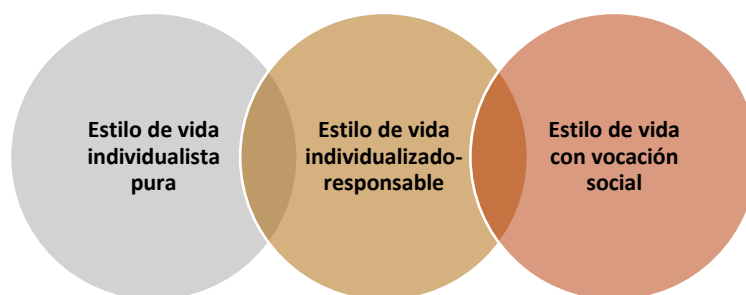 Estilo de vida
individualista
pura
Estilo de vida
individualizado-
responsable
Estilo de vida
con vocación
social